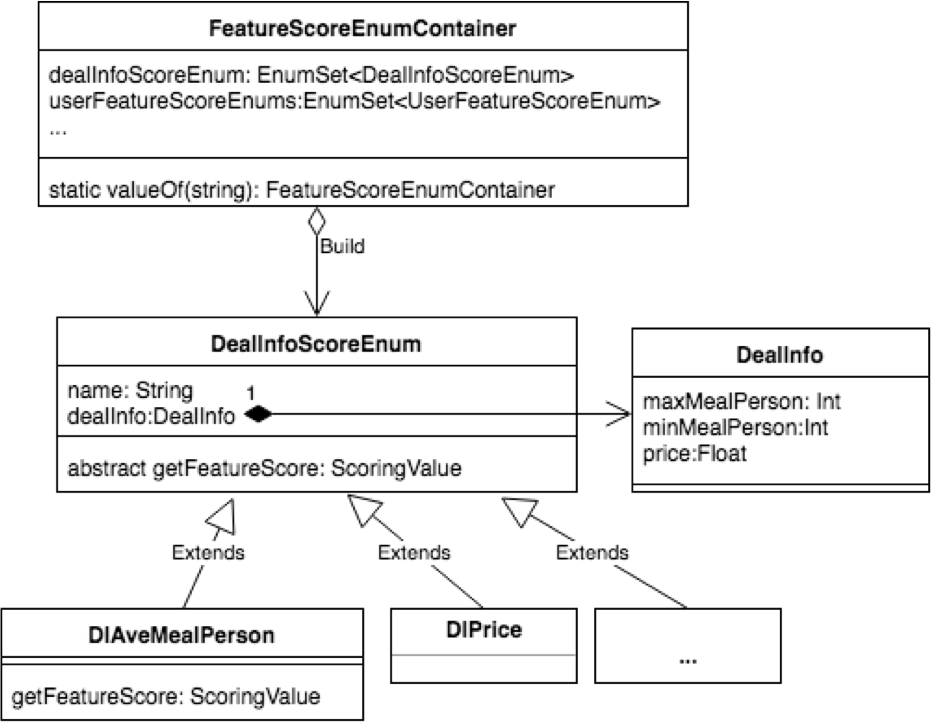 FeatureScoreEnumContainer
dealInfoScoreEnum: EnumSet<DealInfoScoreEnum>
userFeatureScoreEnums:EnumSet<UserFeatureScoreEnum>
...
static valueOf(string): FeatureScoreEnumContainer
Build
DealInfoScoreEnum
name: String
1
dealInfo:DealInfo
abstract getFeatureScore: ScoringValue
DealInfo
maxMealPerson: Int
minMealPerson:Int
price:Float
Extends
Extends
Extends
DIAveMealPerson
getFeatureScore: ScoringValue
DIPrice
...